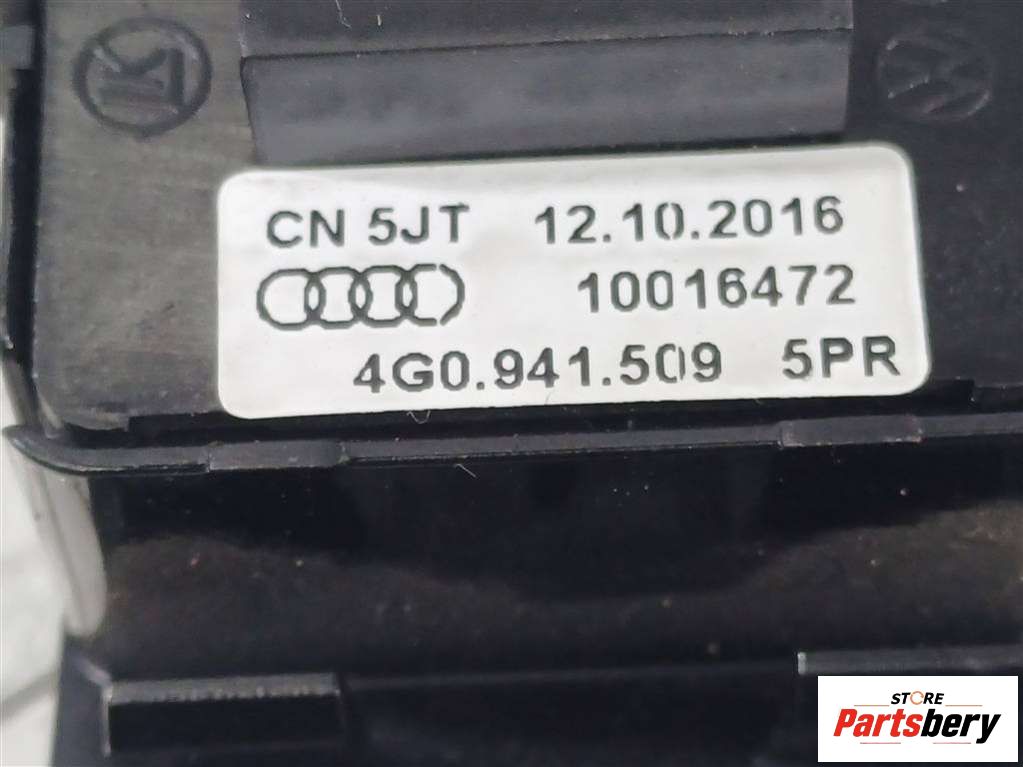 CN 5JT 12.10.2016
10016472
4G0.941.509 5PR
STORE
Partsbery